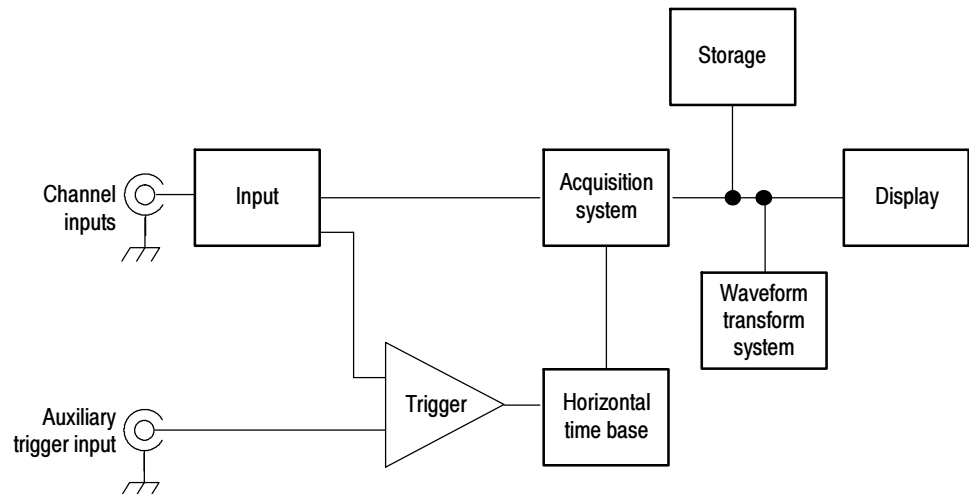 Storage
Channel
inputs
Input
Acquisition
system
Display
Waveform
transform
system
Auxiliary
trigger input
Trigger
Horizontal
time base